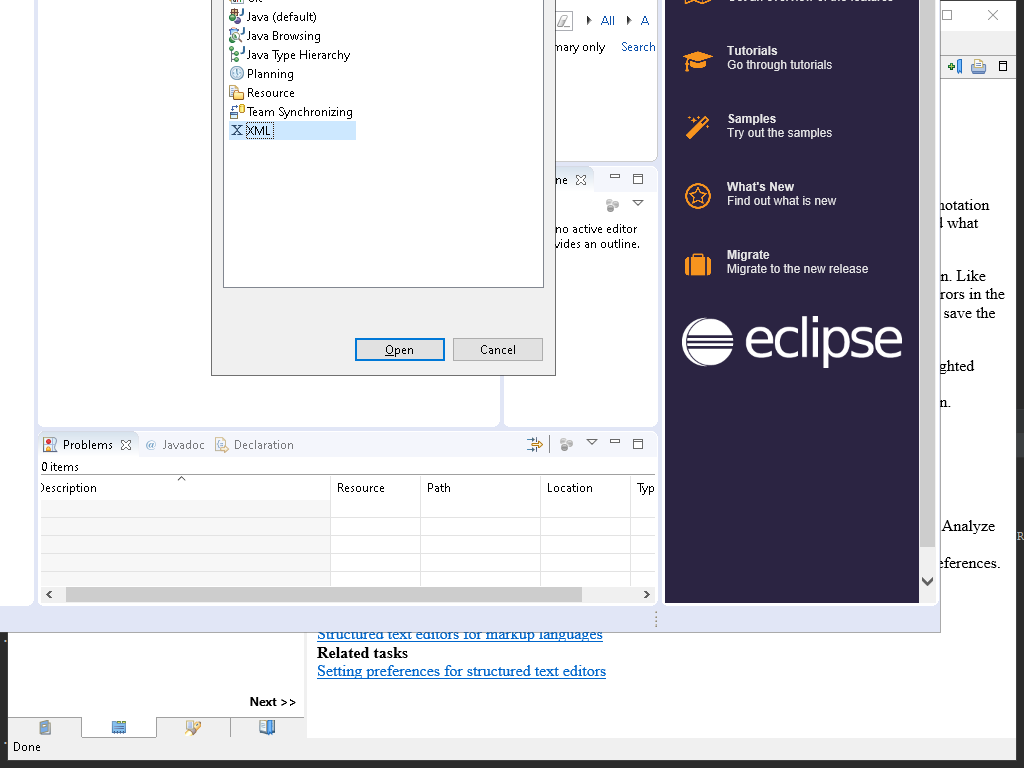 Java (default)
Java Browsing
Java Type Hierarchy
Planning
Resource
Team Synchronizing
XML
Open
Cancel
All
A
mary only
Search
ne
no active editor
vides an outline.
Tutorials
Go through tutorials
Samples
Try out the samples
What's New
Find out what is new
Migrate
Migrate to the new release
eclipse
notation
what
n. Like
rors in the
save the
ghted
n.
Analyze
eferences.
R
Problems
@ Javadoc
Declaration
0 items
Description
Resource
Path
Location
Typ
Structured text editors for markup languages
Related tasks
Setting preferences for structured text editors
Next >>
Done